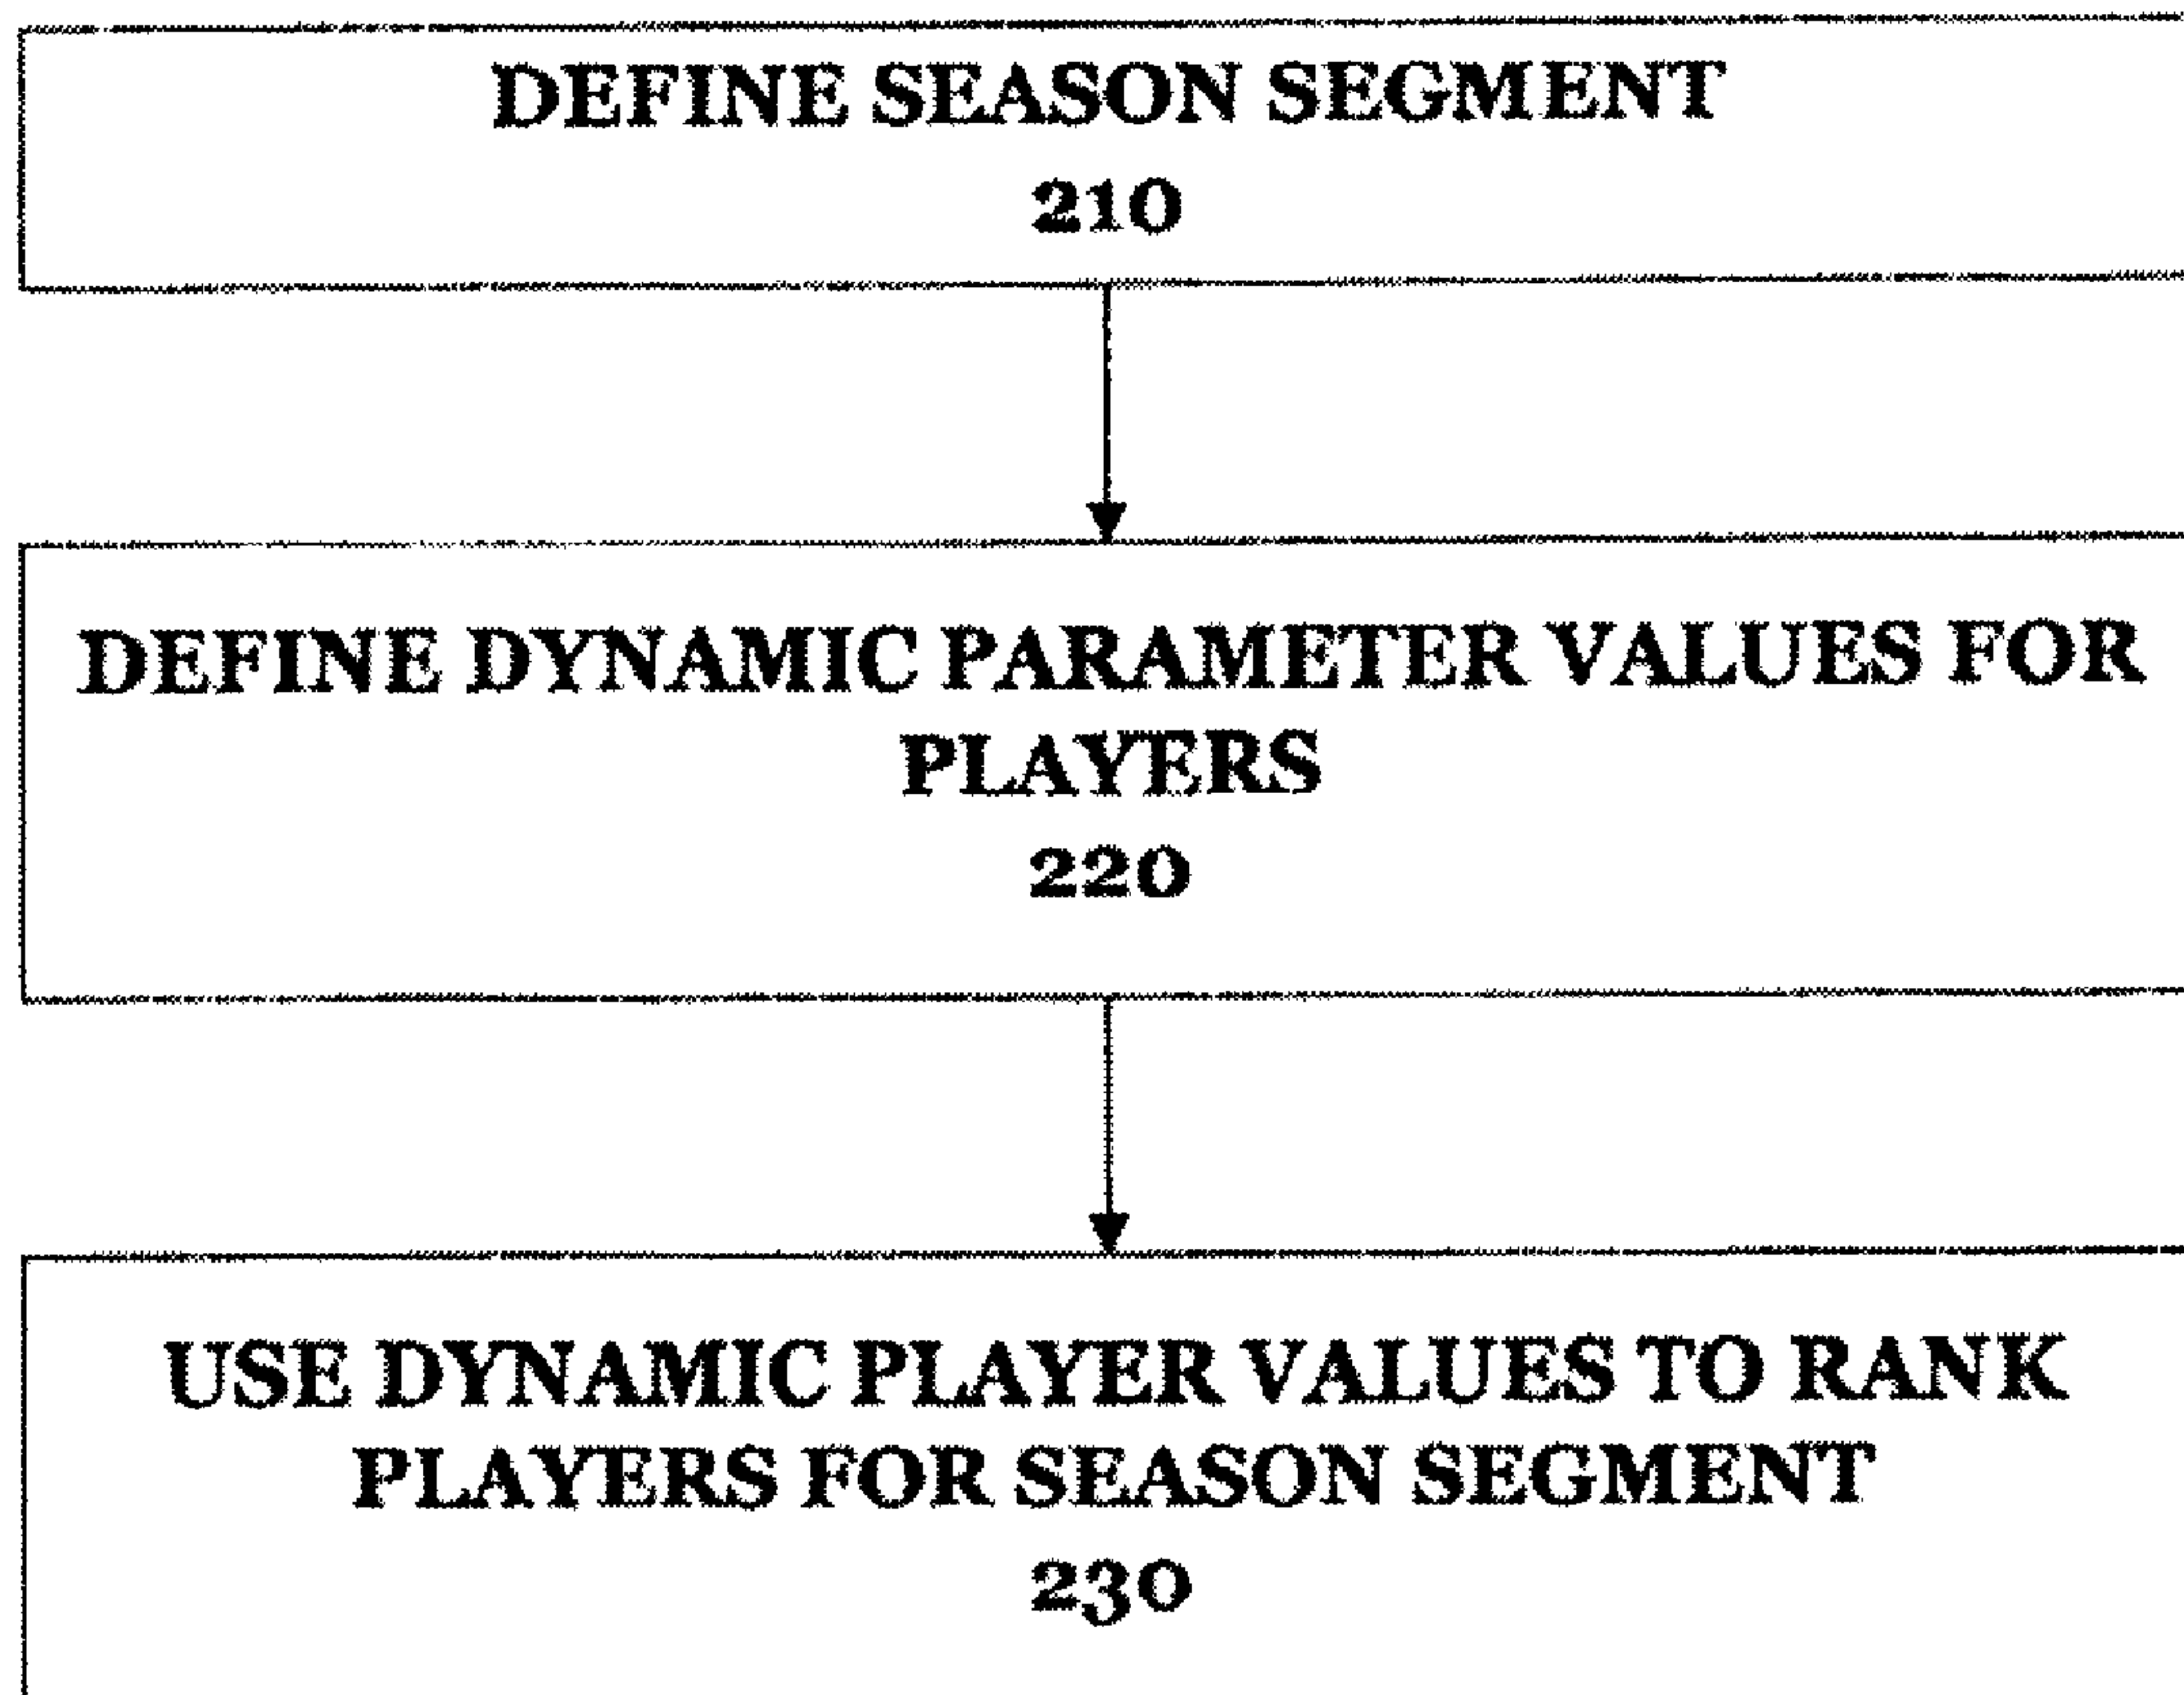 DEFINE SEASON SEGMENT
210
DEFINE DYNAMIC PARAMETER VALUES FOR
PLAYERS
220
USE DYNAMIC PLAYER VALUES TO RANK
PLAYERS FOR SEASON SEGMENT
230